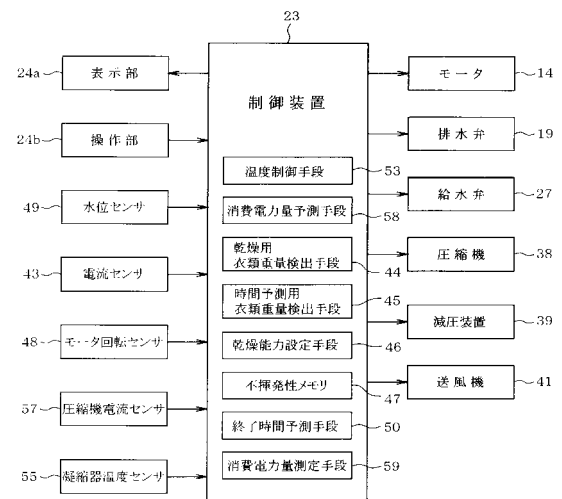 23
24a
表示部
24b
操作部
49
水位センサ
43
電流センサ
48
モータ回転センサ
57
圧縮機電流センサ
55
凝縮器温度センサ
制御装置
温度制御手段
53
消費電力量予測手段
58
乾燥用
衣類重量検出手段
44
時間予測用
衣類重量検出手段
45
乾燥能力設定手段
46
不揮発性メモリ
47
終了時間予測手段
50
消費電力量測定手段
59
モータ
14
排水弁
19
給水弁
27
圧縮機
38
減圧装置
39
送風機
41